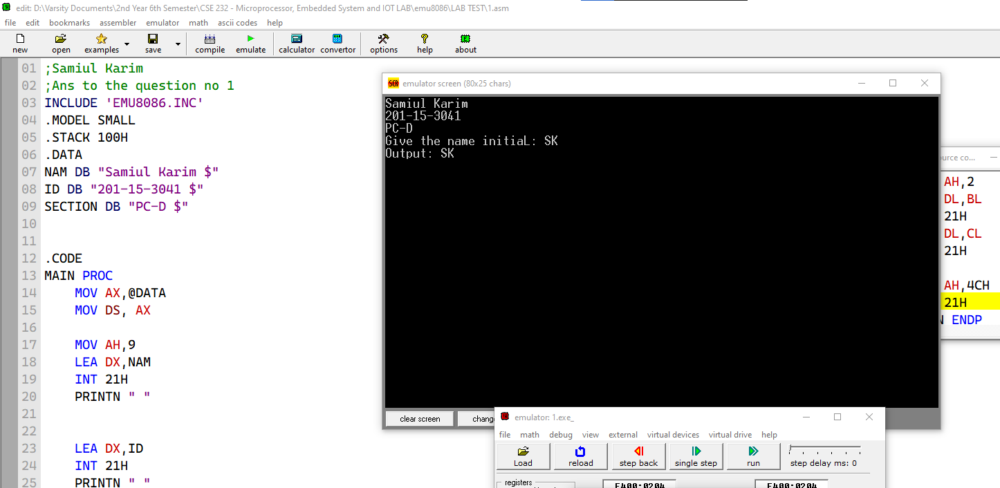 edit: D:\Varsity Documents\2nd Year 6th Semester\CSE 232 - Microprocessor, Embedded System and IOT LAB\emu8086\LAB TEST\1.asm
file edit bookmarks assembler emulator math ascii codes help
new open examples save compile emulate calculator convertor options help about
01 ;Samiul Karim
02 ;Ans to the question no 1
03 INCLUDE 'EMU8086.INC'
04 .MODEL SMALL
05 .STACK 100H
06 .DATA
07 NAM DB "Samiul Karim $"
08 ID DB "201-15-3041 $"
09 SECTION DB "PC-D $"
10
11
12 .CODE
13 MAIN PROC
14 MOV AX,@DATA
15 MOV DS, AX
16
17 MOV AH,9
18 LEA DX,NAM
19 INT 21H
20 PRINTN " "
21
22
23 LEA DX,ID
24 INT 21H
25 PRINTN " "
SCR emulator screen (80x25 chars)
Samiul Karim
201-15-3041
PC-D
Give the name initiaL: SK
Output: SK
clear screen
chang
urce co...
AH,2
DL,BL
21H
DL,CL
21H
AH,4CH
21H
N ENDP
emulator: 1.exe_
file math debug view external virtual devices virtual drive help
Load reload step back single step run step delay ms: 0
registers
F400:0204 F400:0204